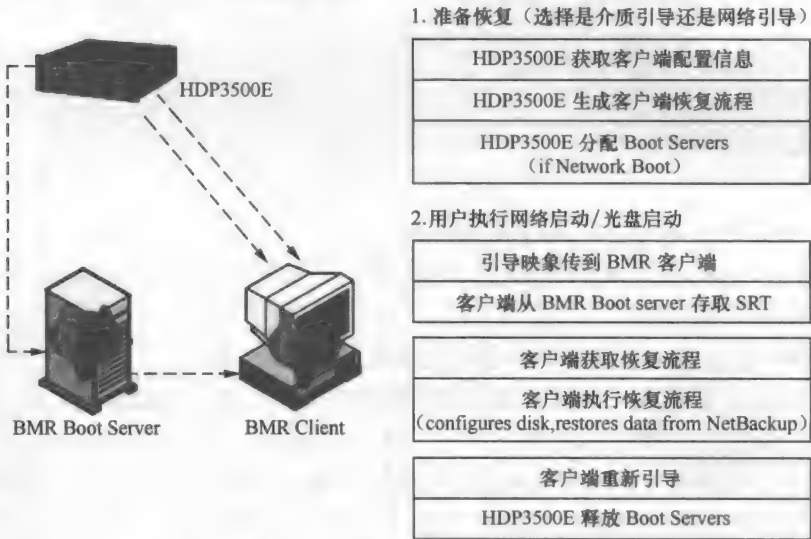 1. 准备恢复（选择是介质引导还是网络引导）
HDP3500E 获取客户端配置信息
HDP3500E 生成客户端恢复流程
HDP3500E 分配 Boot Servers
（if Network Boot）
2.用户执行网络启动/光盘启动
引导映象传到 BMR 客户端
客户端从 BMR Boot server 存取 SRT
客户端获取恢复流程
客户端执行恢复流程
（configures disk,restores data from NetBackup）
客户端重新引导
HDP3500E 释放 Boot Servers
HDP3500E
BMR Boot Server
BMR Client